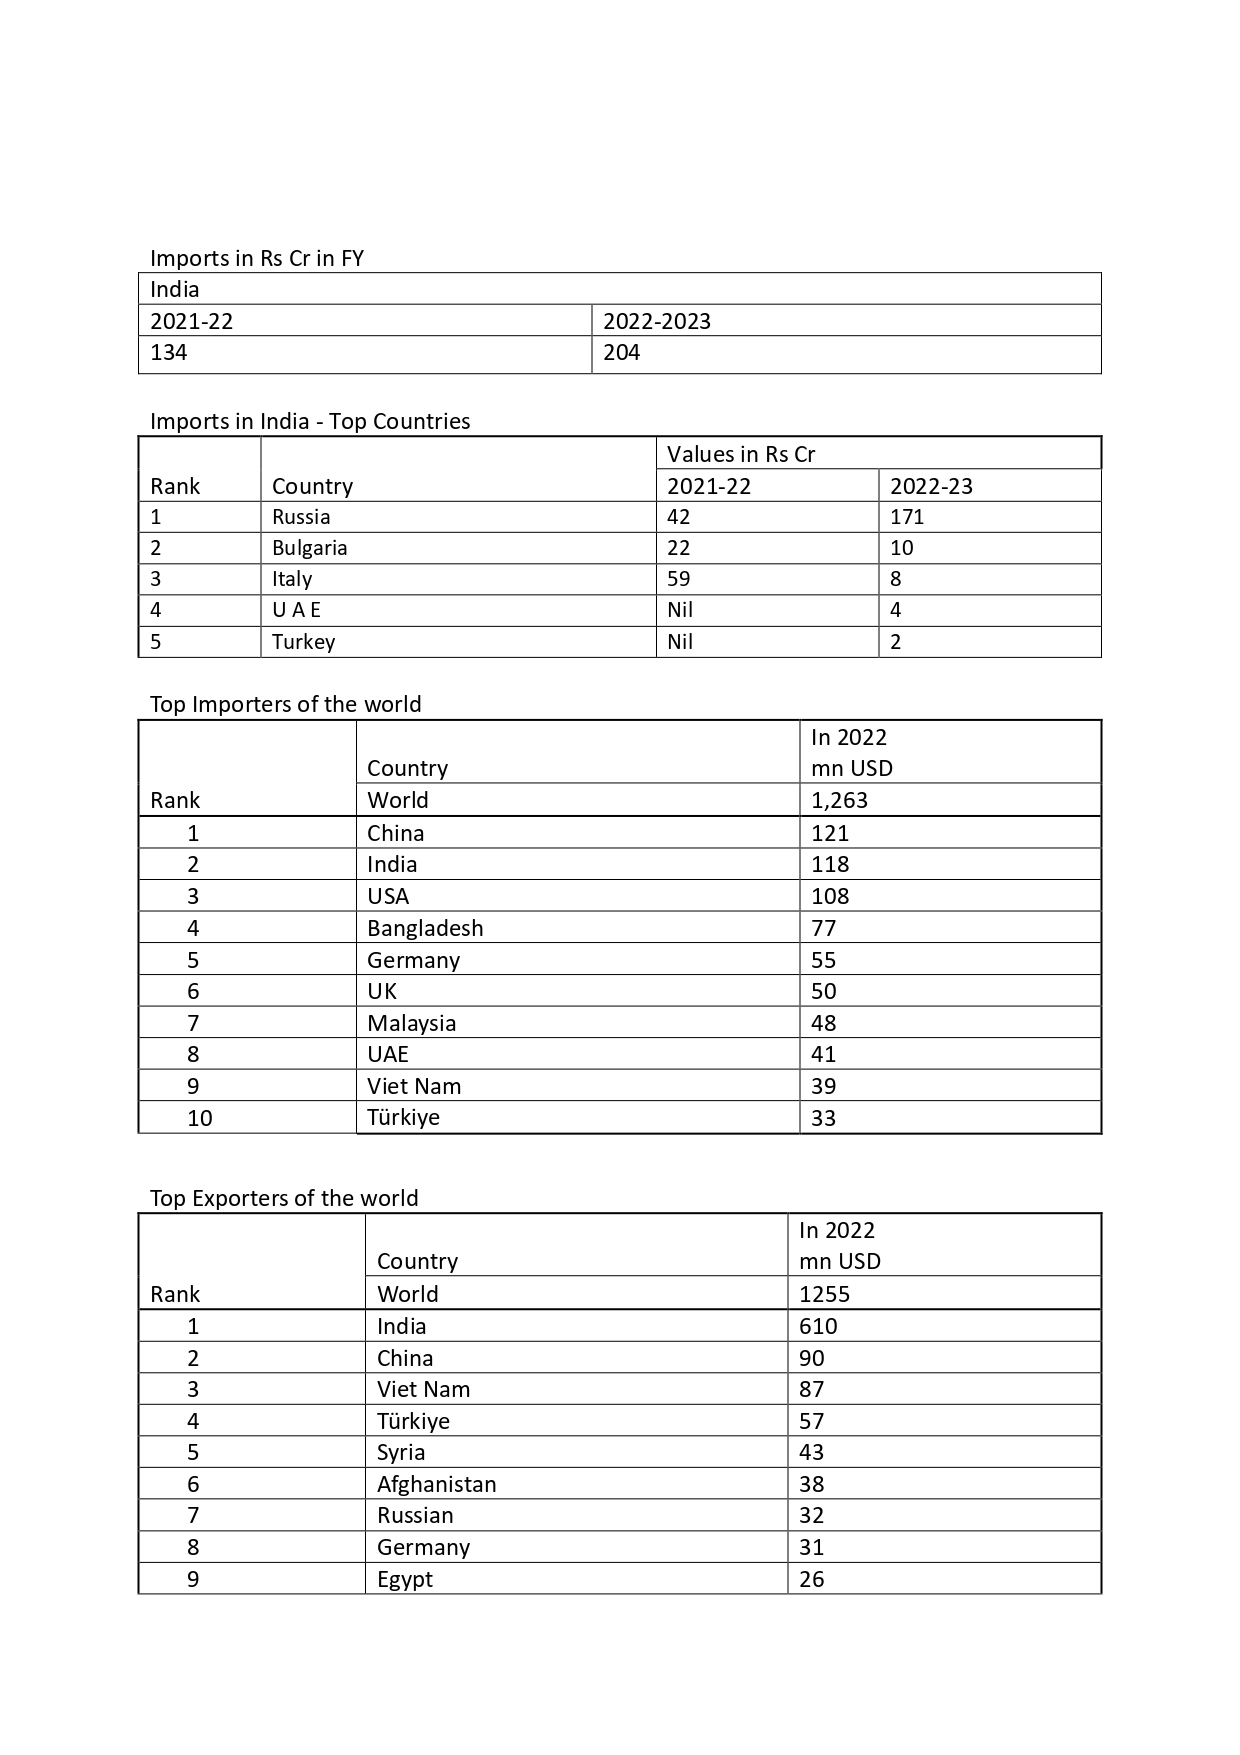 Imports in Rs Cr in FY
India
2021-22 2022-2023
134 204
Imports in India - Top Countries
Values in Rs Cr
Rank Country 2021-22 2022-23
1 Russia 42 171
2 Bulgaria 22 10
3 Italy 59 8
4 U A E Nil 4
5 Turkey Nil 2
Top Importers of the world
In 2022
Country mn USD
Rank World 1,263
1 China 121
2 India 118
3 USA 108
4 Bangladesh 77
5 Germany 55
6 UK 50
7 Malaysia 48
8 UAE 41
9 Viet Nam 39
10 Türkiye 33
Top Exporters of the world
In 2022
Country mn USD
Rank World 1255
1 India 610
2 China 90
3 Viet Nam 87
4 Türkiye 57
5 Syria 43
6 Afghanistan 38
7 Russian 32
8 Germany 31
9 Egypt 26